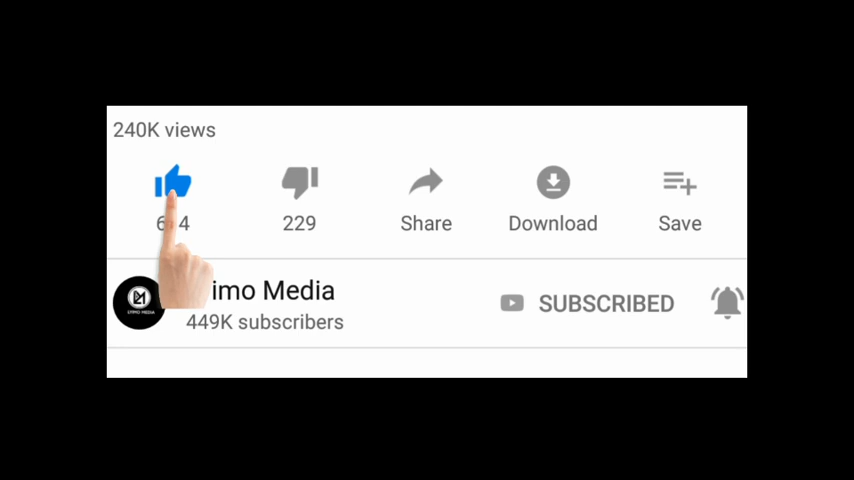 240K views
229
Share
Download
Save
imo Media
SUBSCRIBED
449K subscribers